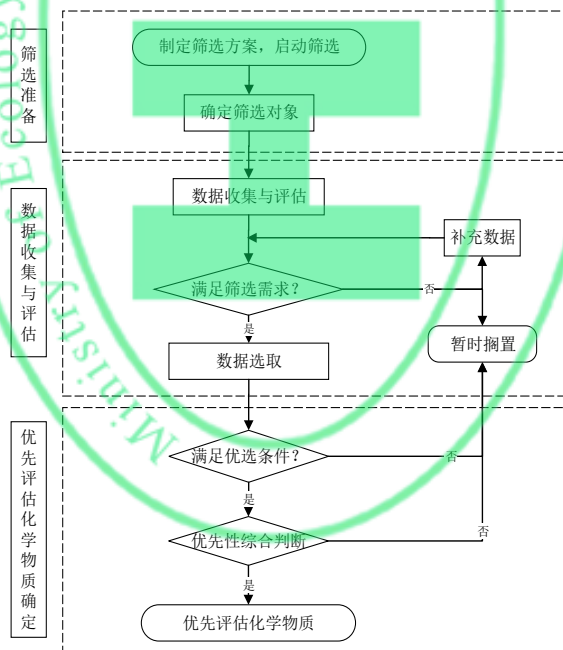 筛选准备
制定筛选方案，启动筛选
确定筛选对象
数据收集与评估
数据收集与评估
补充数据
满足筛选需求？
否
暂时搁置
是
数据选取
优先评估化学物质确定
满足优选条件？
否
是
优先性综合判断
否
是
优先评估化学物质
Ministry of Ecology